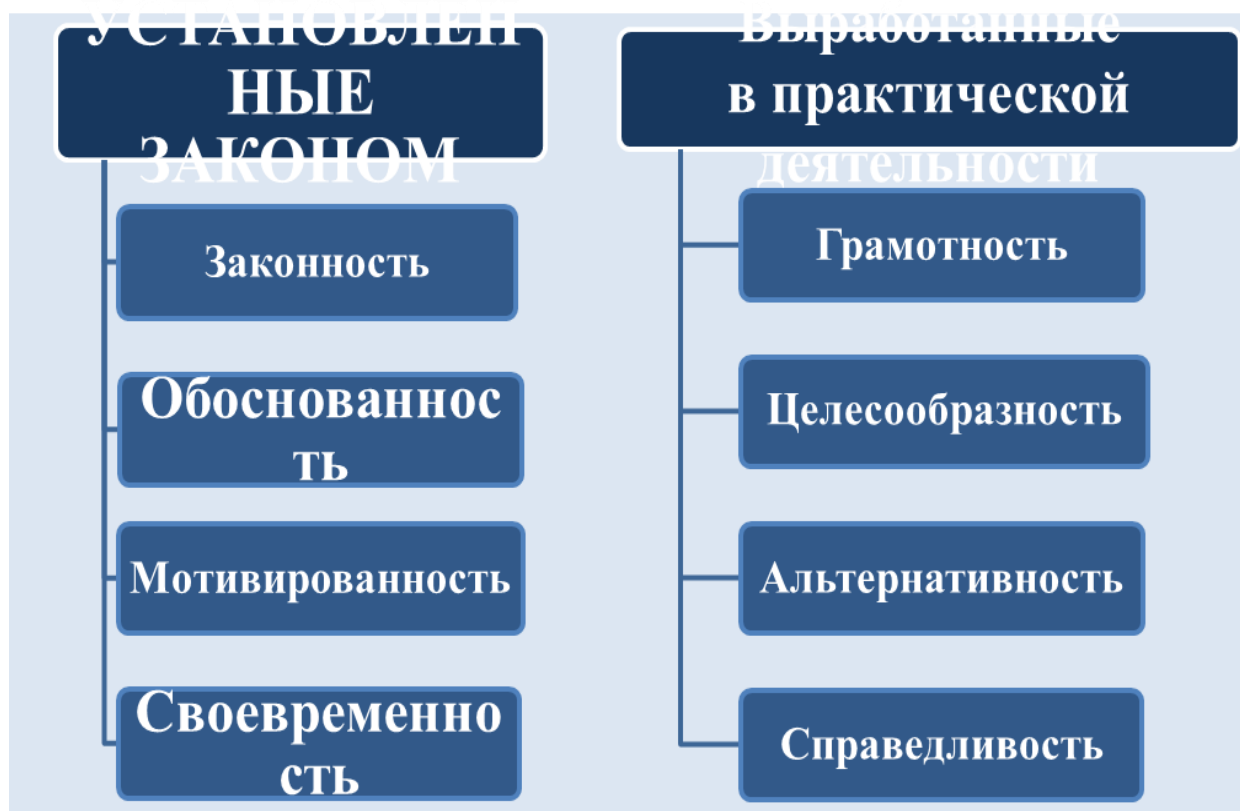 УСТАНОВЛЕН
НЫЕ
ЗАКОНОМ
Законность
Обоснованнос
ть
Мотивированность
Своевременно
сть
Выработанные
в практической
деятельности
Грамотность
Целесообразность
Альтернативность
Справедливость